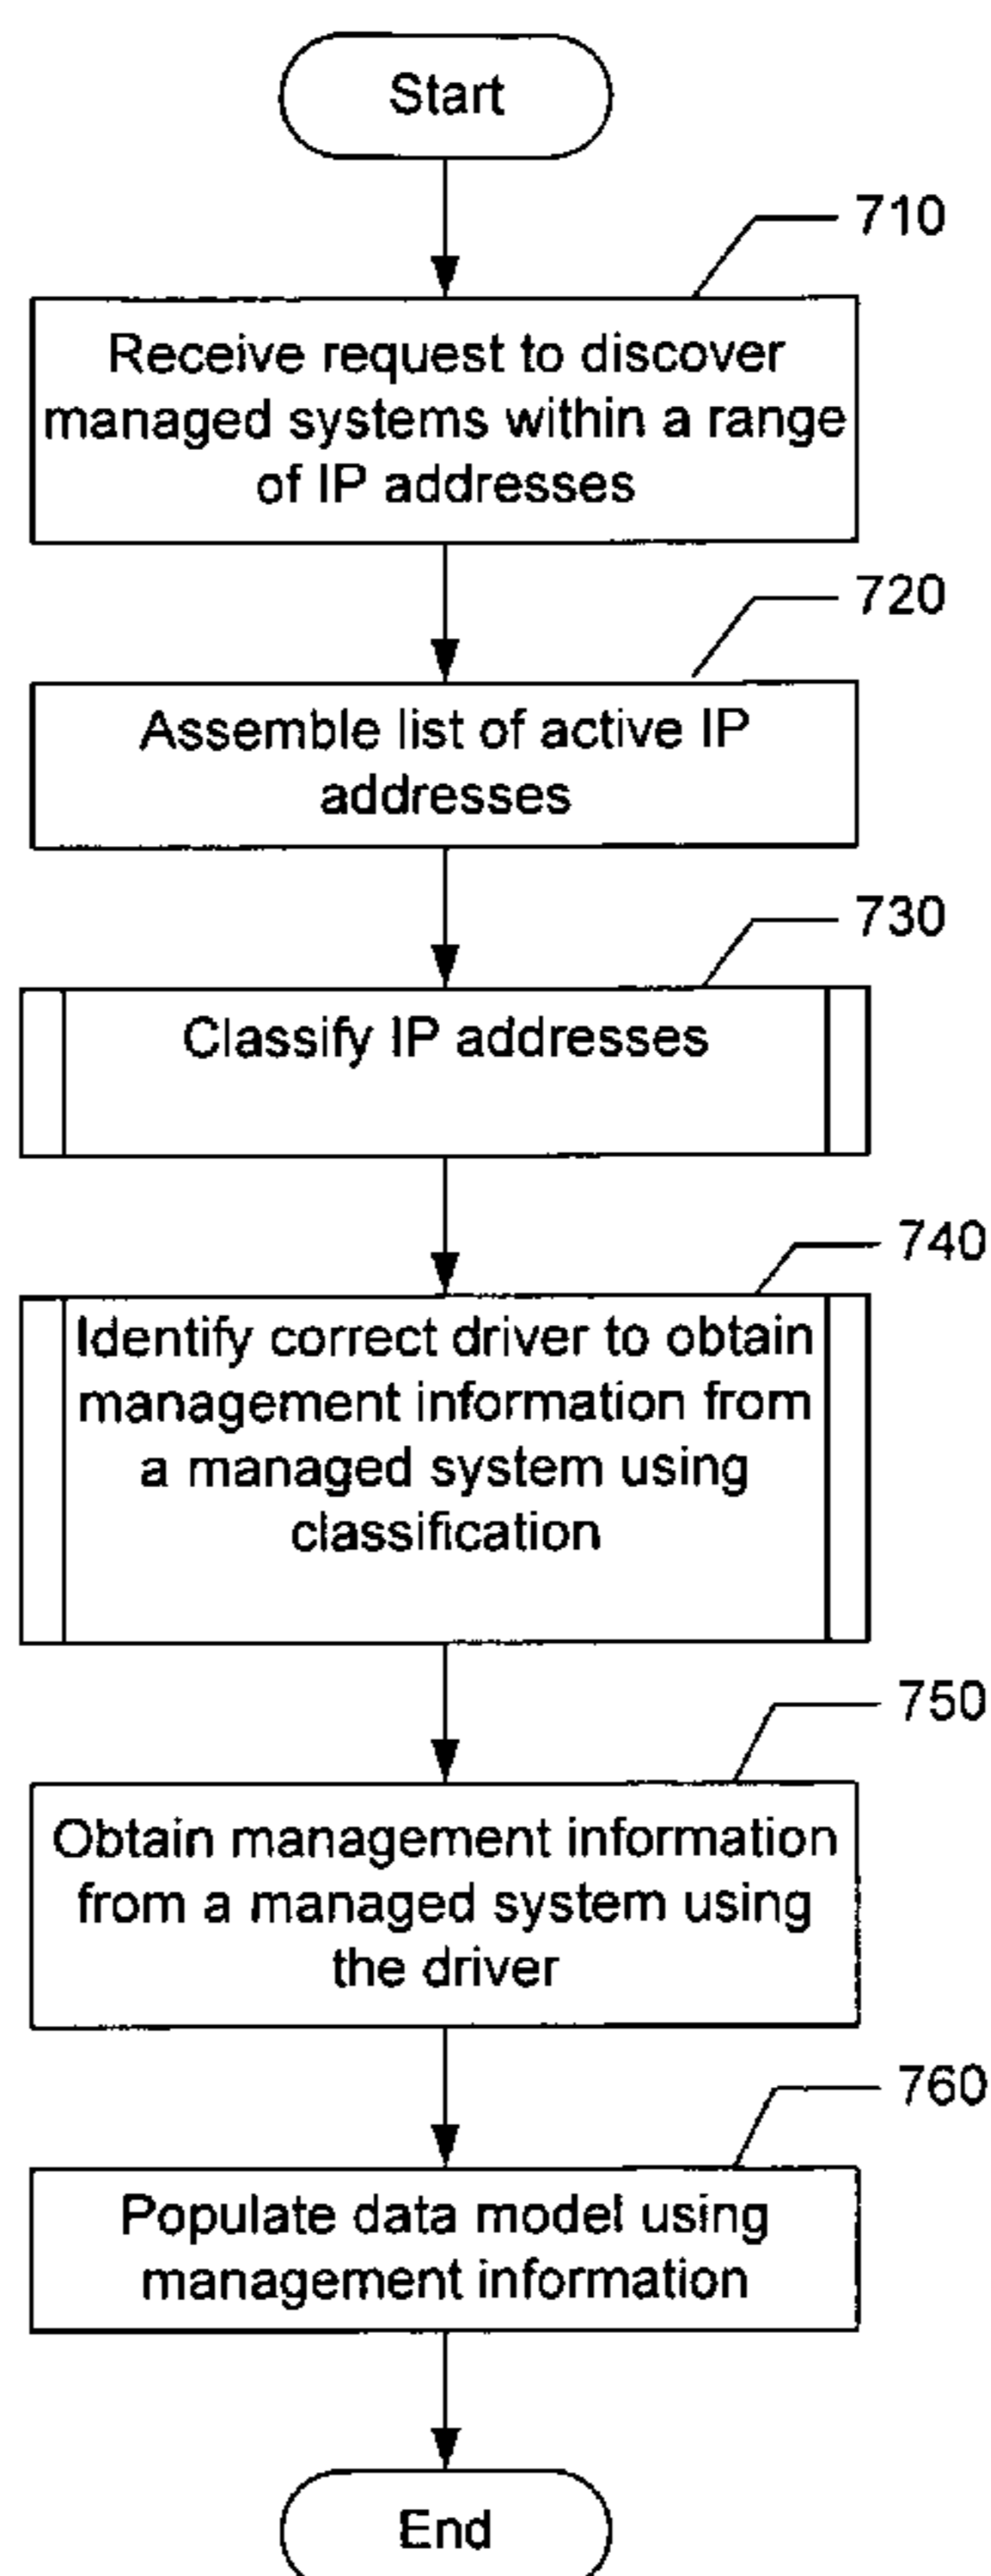 Start
710
Receive request to discover
managed systems within a range
of IP addresses
720
Assemble list of active IP
addresses
730
Classify IP addresses
740
Identify correct driver to obtain
management information from
a managed system using
classification
750
Obtain management information
from a managed system using
the driver
760
Populate data model using
management information
End